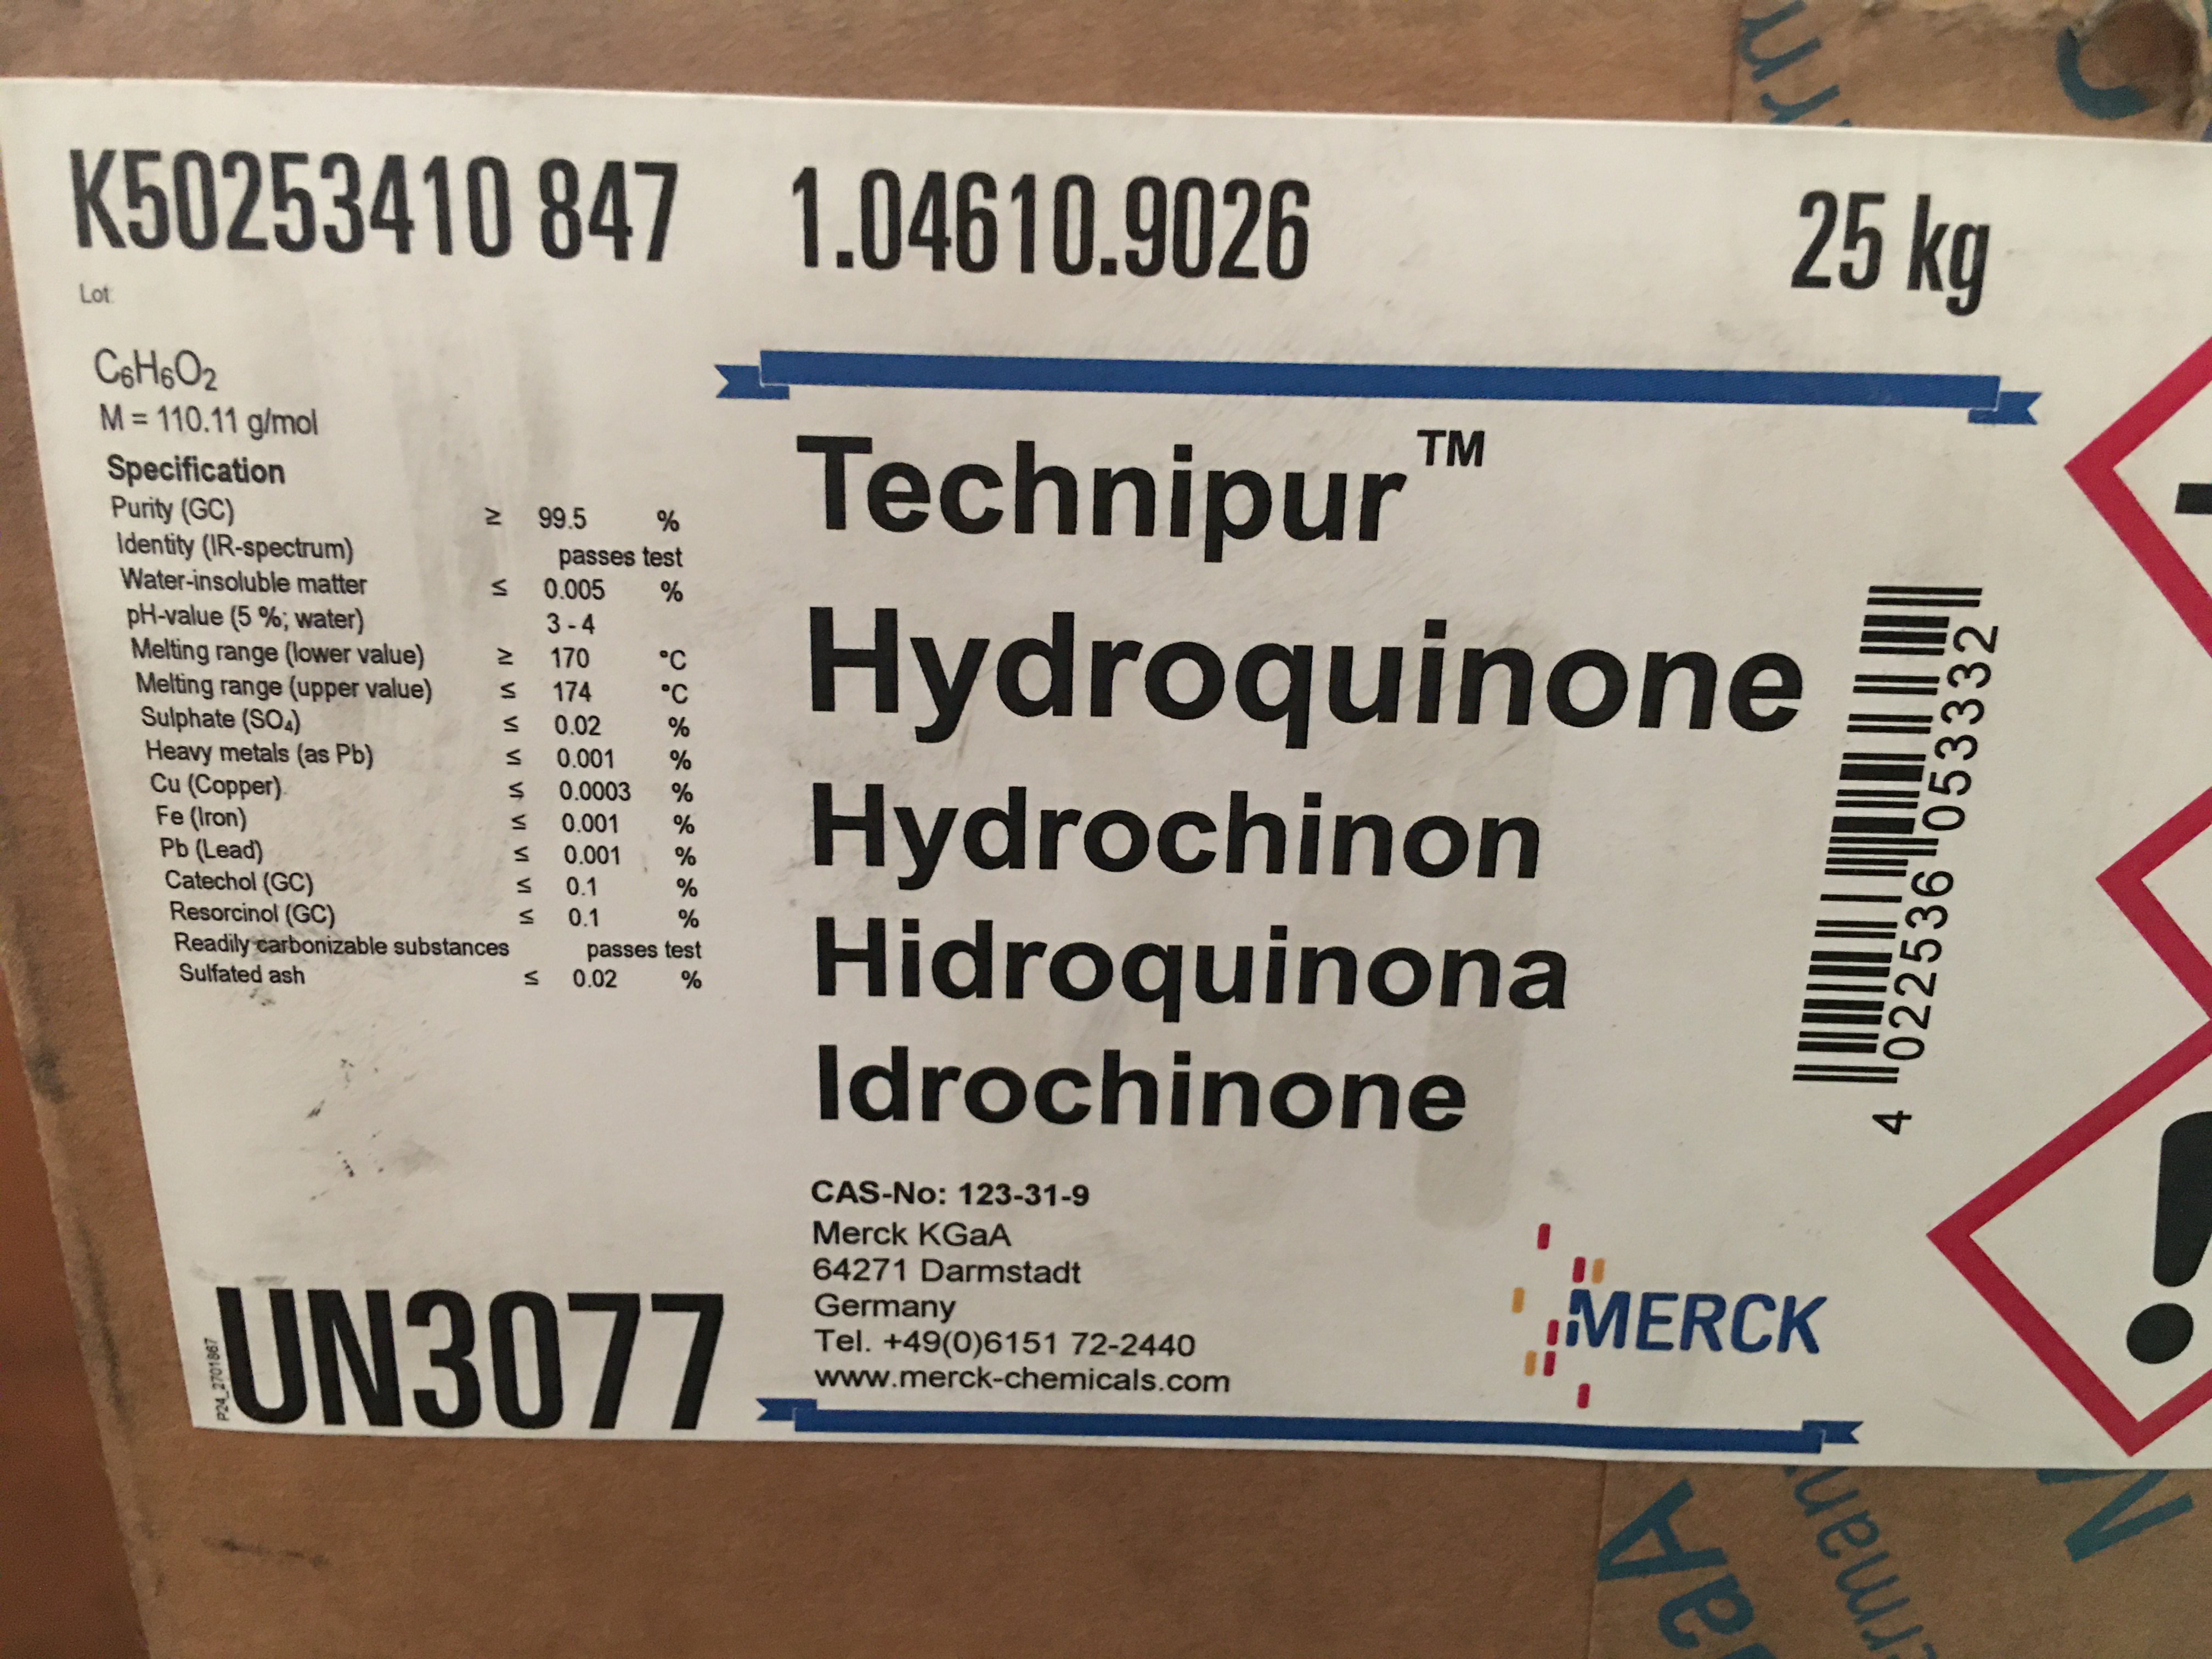 K50253410 847 1.04610.9026 25 kg
Lot
C₆H₆O₂
M = 110.11 g/mol
Specification
Purity (GC) ≥ 99.5 %
Identity (IR-spectrum) passes test
Water-insoluble matter ≤ 0.005 %
pH-value (5 %; water) 3 - 4
Melting range (lower value) ≥ 170 °C
Melting range (upper value) ≤ 174 °C
Sulphate (SO₄) ≤ 0.02 %
Heavy metals (as Pb) ≤ 0.001 %
Cu (Copper) ≤ 0.0003 %
Fe (Iron) ≤ 0.001 %
Pb (Lead) ≤ 0.001 %
Catechol (GC) ≤ 0.1 %
Resorcinol (GC) ≤ 0.1 %
Readily carbonizable substances passes test
Sulfated ash ≤ 0.02 %
P24_2701867
UN3077
Technipur™
Hydroquinone
Hydrochinon
Hidroquinona
Idrochinone
CAS-No: 123-31-9
Merck KGaA
64271 Darmstadt
Germany
Tel. +49(0)6151 72-2440
www.merck-chemicals.com
4 022536 053332
MERCK